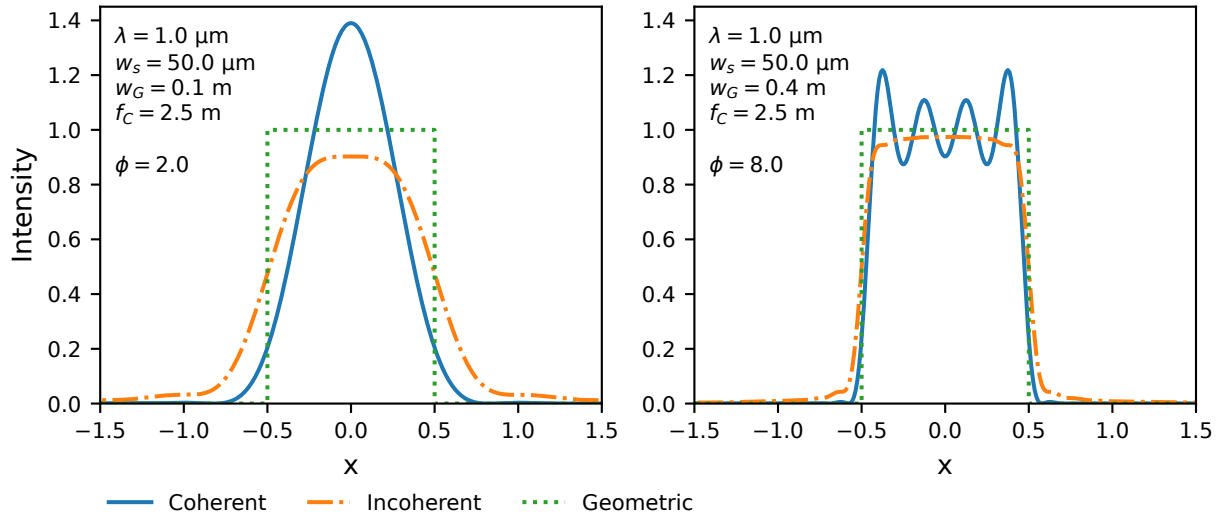 Intensity
1.4
1.2
1.0
0.8
0.6
0.4
0.2
0.0
λ = 1.0 μm
w_s = 50.0 μm
w_G = 0.1 m
f_C = 2.5 m
ϕ = 2.0
−1.5 −1.0 −0.5 0.0 0.5 1.0 1.5
x
1.4
1.2
1.0
0.8
0.6
0.4
0.2
0.0
λ = 1.0 μm
w_s = 50.0 μm
w_G = 0.4 m
f_C = 2.5 m
ϕ = 8.0
−1.5 −1.0 −0.5 0.0 0.5 1.0 1.5
x
Coherent Incoherent Geometric